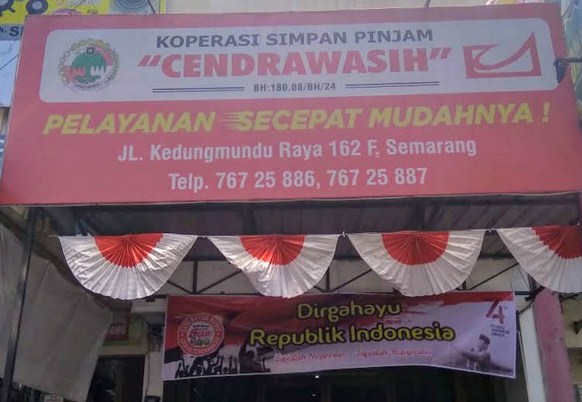 KOPERASI SIMPAN PINJAM
"CENDRAWASIH"
BH:180.08/BH/24
PELAYANAN SECEPAT MUDAHNYA !
JL. Kedungmundu Raya 162 F, Semarang
Telp. 767 25 886, 767 25 887
Dirgahayu
Republik Indonesia